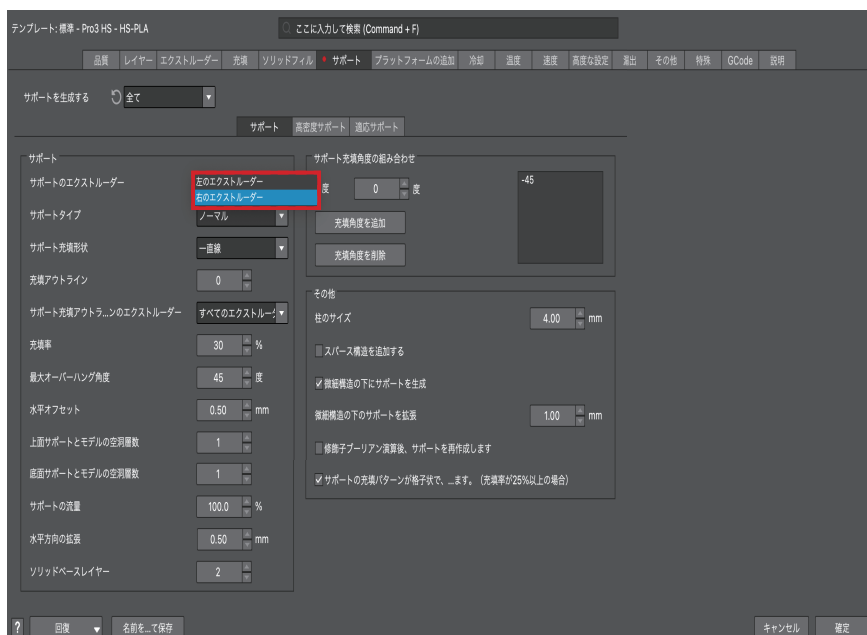 テンプレート: 標準 - Pro3 HS - HS-PLA
ここに入力して検索 (Command + F)
品質 レイヤー エクストルーダー 充填 ソリッドフィル * サポート プラットフォームの追加 冷却 温度 速度 高度な設定 漏出 その他 特殊 GCode 説明
サポートを生成する 全て
サポート 高密度サポート 適応サポート
サポート
サポートのエクストルーダー
左のエクストルーダー
右のエクストルーダー
サポートタイプ ノーマル
サポート充填形状 一直線
充填アウトライン 0
サポート充填アウトラ...ンのエクストルーダー すべてのエクストルー
充填率 30 %
最大オーバーハング角度 45 度
水平オフセット 0.50 mm
上面サポートとモデルの空洞層数 1
底面サポートとモデルの空洞層数 1
サポートの流量 100.0 %
水平方向の拡張 0.50 mm
ソリッドベースレイヤー 2
サポート充填角度の組み合わせ
度 0 度
-45
充填角度を追加
充填角度を削除
その他
柱のサイズ 4.00 mm
スパース構造を追加する
微細構造の下にサポートを生成
微細構造の下のサポートを拡張 1.00 mm
修飾子ブーリアン演算後、サポートを再作成します
サポートの充填パターンが格子状で、...ます。(充填率が25%以上の場合)
? 回復 名前を...て保存 キャンセル 確定